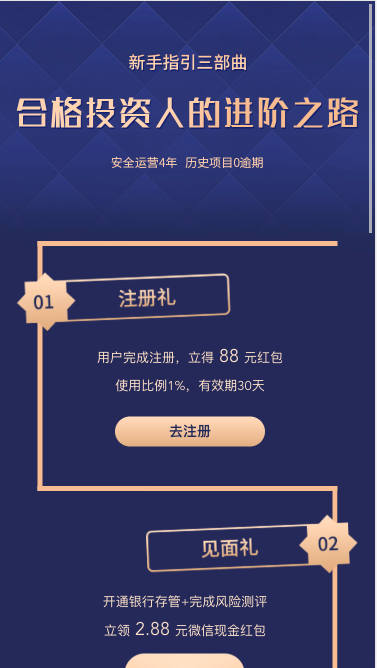 新手指引三部曲
合格投资人的进阶之路
安全运营4年 历史项目0逾期
01
注册礼
用户完成注册，立得 88 元红包
使用比例1%，有效期30天
去注册
见面礼
02
开通银行存管+完成风险测评
立领 2.88 元微信现金红包